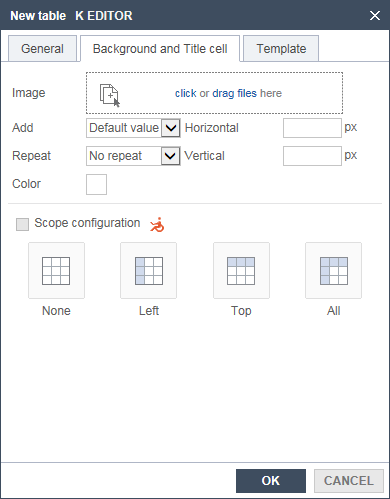 New table K EDITOR
General Background and Title cell Template
Image click or drag files here
Add Default value Horizontal px
Repeat No repeat Vertical px
Color
Scope configuration
None Left Top All
OK CANCEL